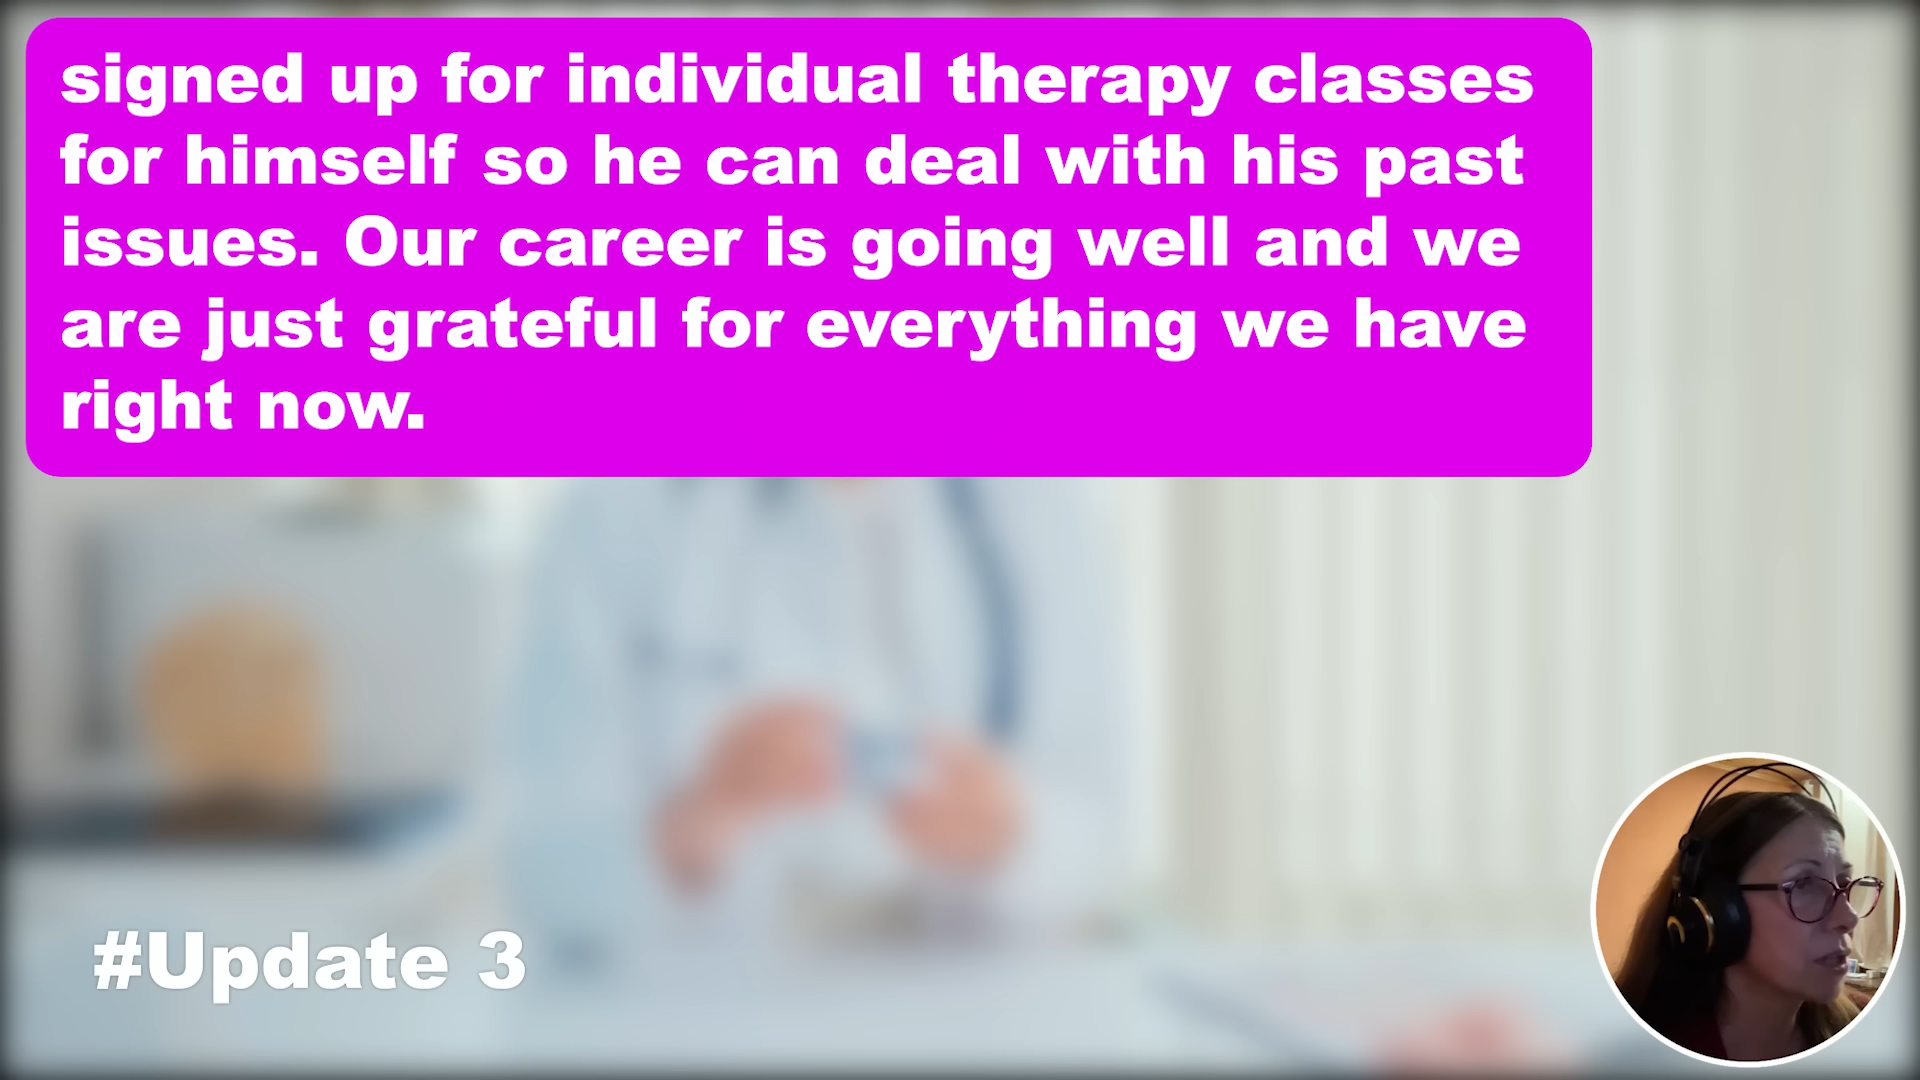 signed up for individual therapy classes
for himself so he can deal with his past
issues. Our career is going well and we
are just grateful for everything we have
right now.
#Update 3